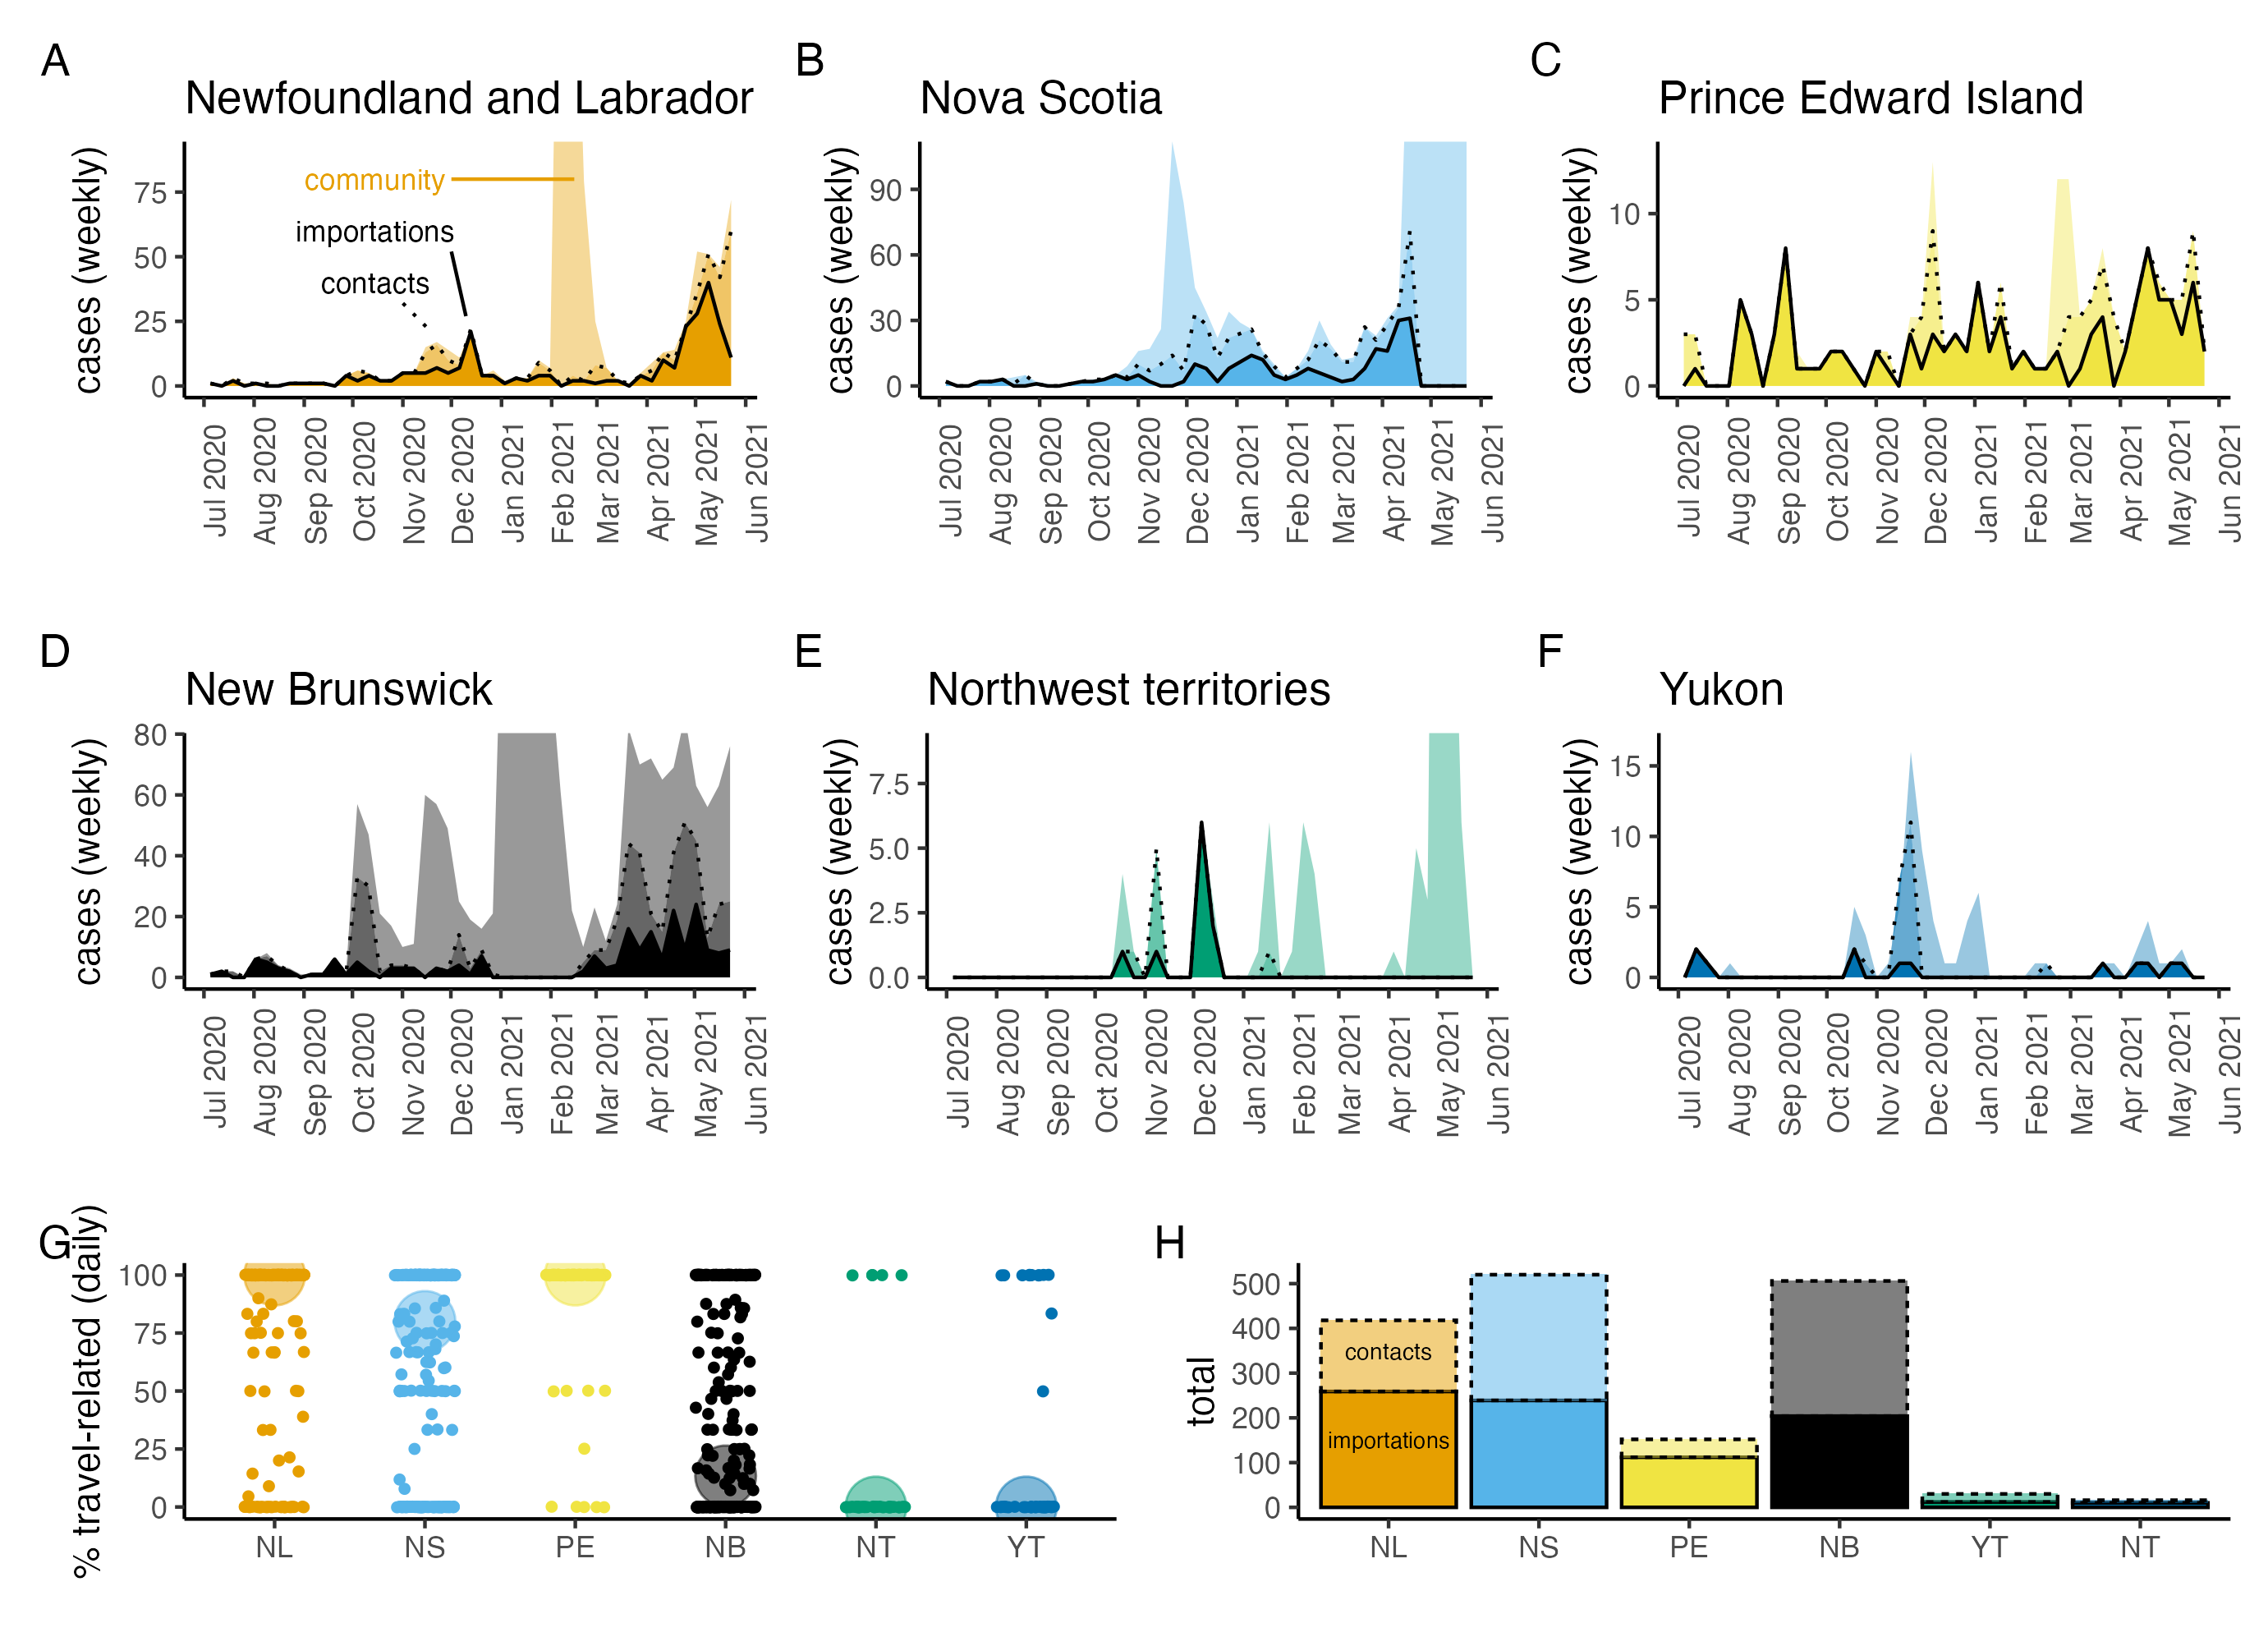 A
Newfoundland and Labrador
cases (weekly)
75
50
25
0
community
importations
contacts
Jul 2020
Aug 2020
Sep 2020
Oct 2020
Nov 2020
Dec 2020
Jan 2021
Feb 2021
Mar 2021
Apr 2021
May 2021
Jun 2021
B
Nova Scotia
cases (weekly)
90
60
30
0
Jul 2020
Aug 2020
Sep 2020
Oct 2020
Nov 2020
Dec 2020
Jan 2021
Feb 2021
Mar 2021
Apr 2021
May 2021
Jun 2021
C
Prince Edward Island
cases (weekly)
10
5
0
Jul 2020
Aug 2020
Sep 2020
Oct 2020
Nov 2020
Dec 2020
Jan 2021
Feb 2021
Mar 2021
Apr 2021
May 2021
Jun 2021
D
New Brunswick
cases (weekly)
80
60
40
20
0
Jul 2020
Aug 2020
Sep 2020
Oct 2020
Nov 2020
Dec 2020
Jan 2021
Feb 2021
Mar 2021
Apr 2021
May 2021
Jun 2021
E
Northwest territories
cases (weekly)
7.5
5.0
2.5
0.0
Jul 2020
Aug 2020
Sep 2020
Oct 2020
Nov 2020
Dec 2020
Jan 2021
Feb 2021
Mar 2021
Apr 2021
May 2021
Jun 2021
F
Yukon
cases (weekly)
15
10
5
0
Jul 2020
Aug 2020
Sep 2020
Oct 2020
Nov 2020
Dec 2020
Jan 2021
Feb 2021
Mar 2021
Apr 2021
May 2021
Jun 2021
G
% travel-related (daily)
100
75
50
25
0
NL
NS
PE
NB
NT
YT
H
total
500
400
300
200
100
0
contacts
importations
NL
NS
PE
NB
YT
NT